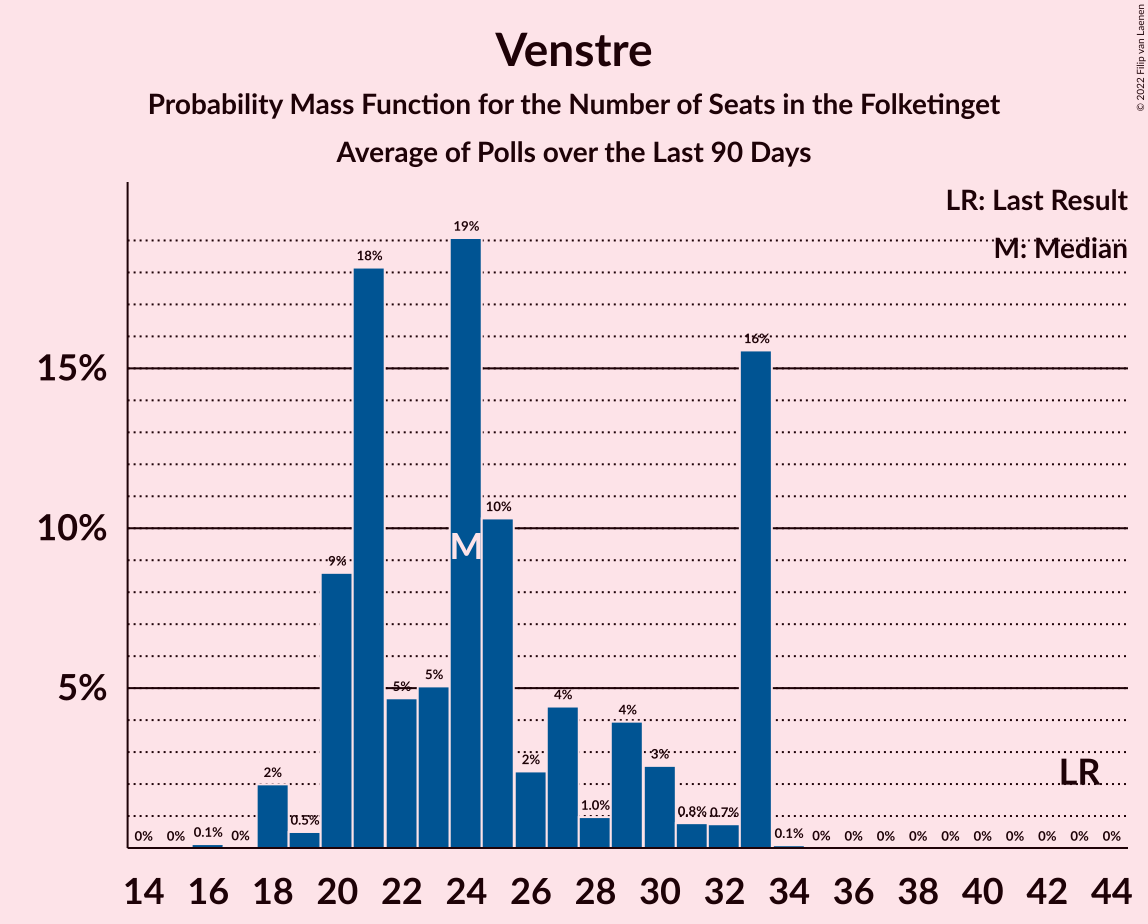 Venstre
Probability Mass Function for the Number of Seats in the Folketinget
Average of Polls over the Last 90 Days
© 2022 Filip van Laenen
LR: Last Result
M: Median
15%
10%
5%
0% 0% 0.1% 0% 2% 0.5% 9% 18% 5% 5% 19% 10% 2% 4% 1.0% 4% 3% 0.8% 0.7% 16% 0.1% 0% 0% 0% 0% 0% 0% 0% 0% 0% 0%
M
LR
14 16 18 20 22 24 26 28 30 32 34 36 38 40 42 44